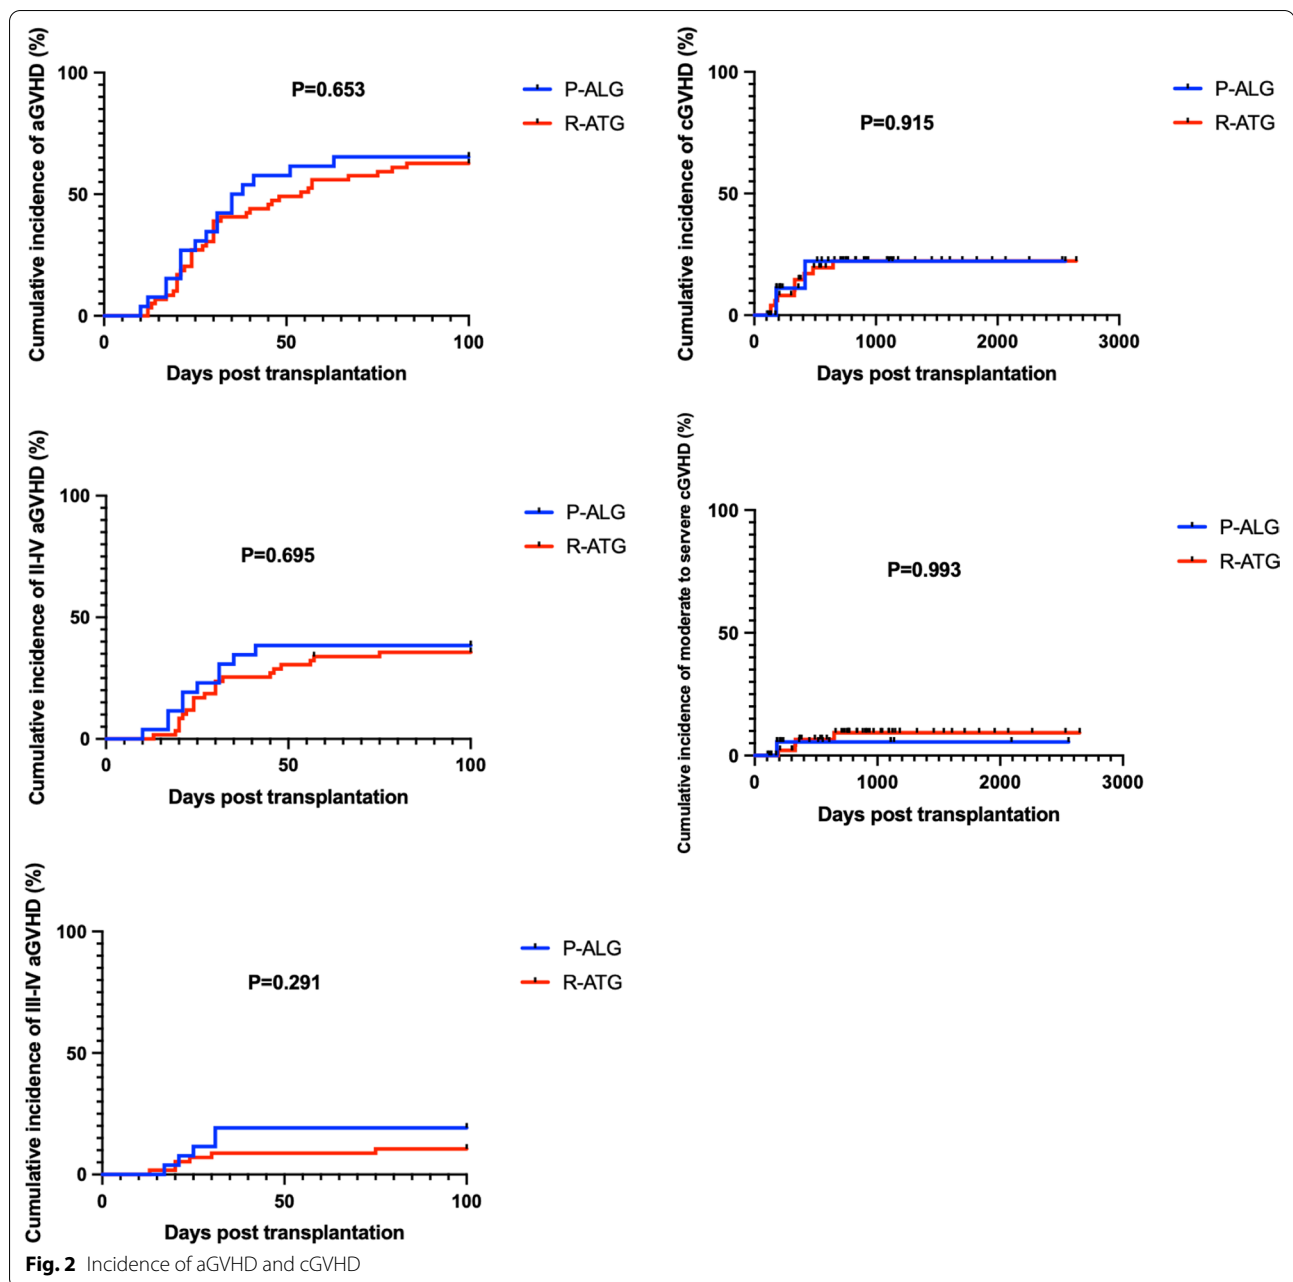 Cumulative incidence of aGVHD (%)
P=0.653
P-ALG
R-ATG
100
50
0
0 50 100
Days post transplantation
Cumulative incidence of cGVHD (%)
P=0.915
P-ALG
R-ATG
100
50
0
0 1000 2000 3000
Days post transplantation
Cumulative incidence of II-IV aGVHD (%)
P=0.695
P-ALG
R-ATG
100
50
0
0 50 100
Days post transplantation
Cumulative incidence of moderate to servere cGVHD (%)
P=0.993
P-ALG
R-ATG
100
50
0
0 1000 2000 3000
Days post transplantation
Cumulative incidence of III-IV aGVHD (%)
P=0.291
P-ALG
R-ATG
100
50
0
0 50 100
Days post transplantation
Fig. 2 Incidence of aGVHD and cGVHD